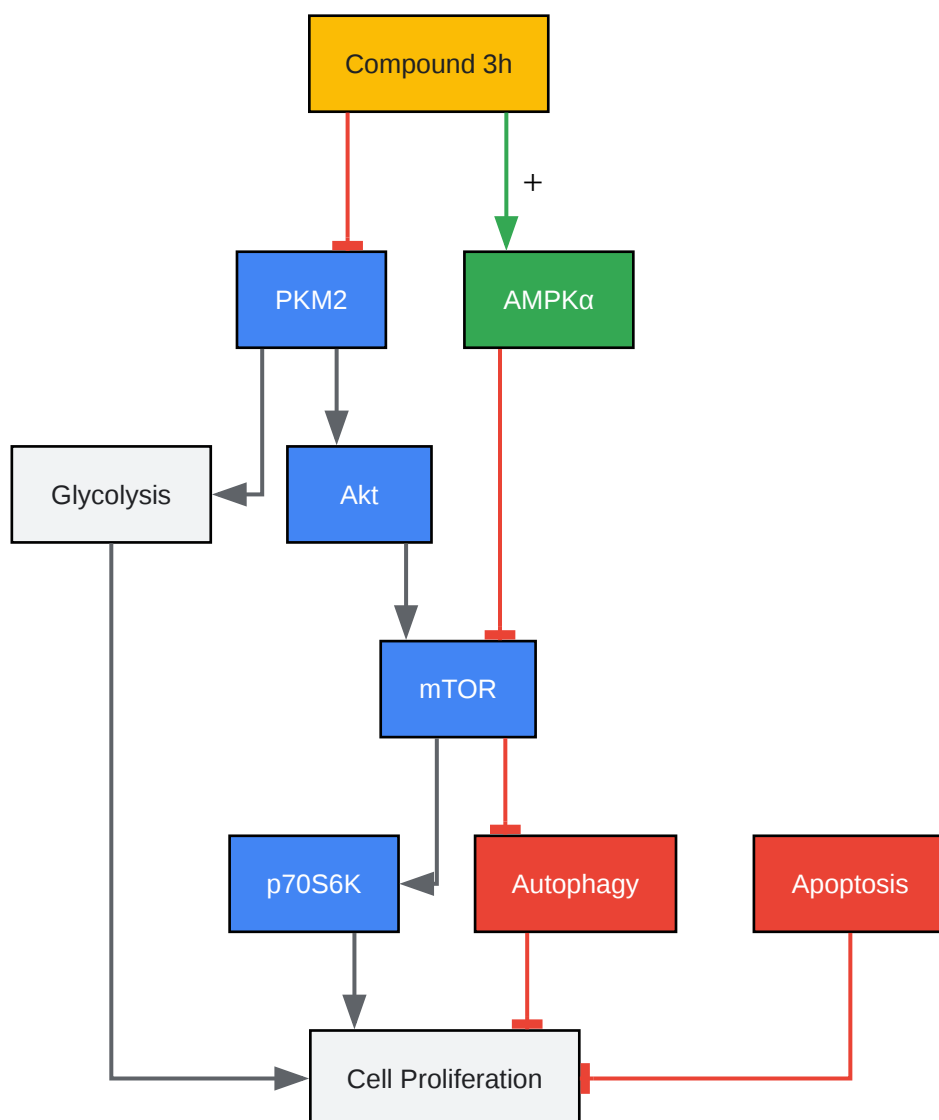 Compound 3h
+
PKM2
AMPKα
Glycolysis
Akt
mTOR
p70S6K
Autophagy
Apoptosis
Cell Proliferation